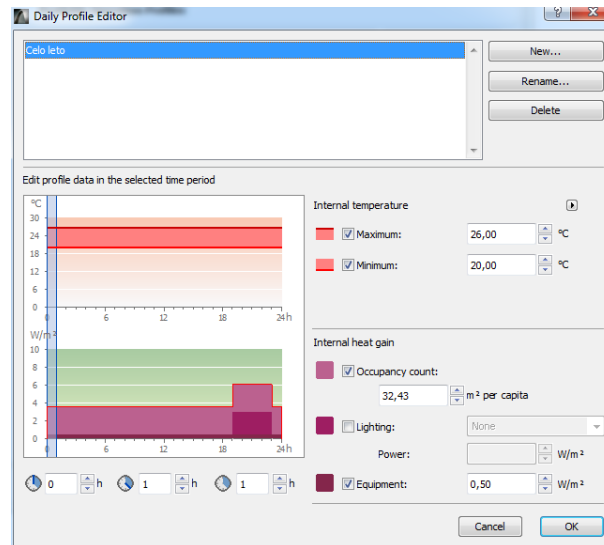 Daily Profile Editor
Celo leto
New...
Rename...
Delete
Edit profile data in the selected time period
ºC
30
24
18
12
6
0
6 12 18 24 h
W/m²
10
8
6
4
2
0
6 12 18 24 h
0 h 1 h 1 h
Internal temperature
Maximum: 26,00 ºC
Minimum: 20,00 ºC
Internal heat gain
Occupancy count:
32,43 m² per capita
Lighting: None
Power: W/m²
Equipment: 0,50 W/m²
Cancel OK